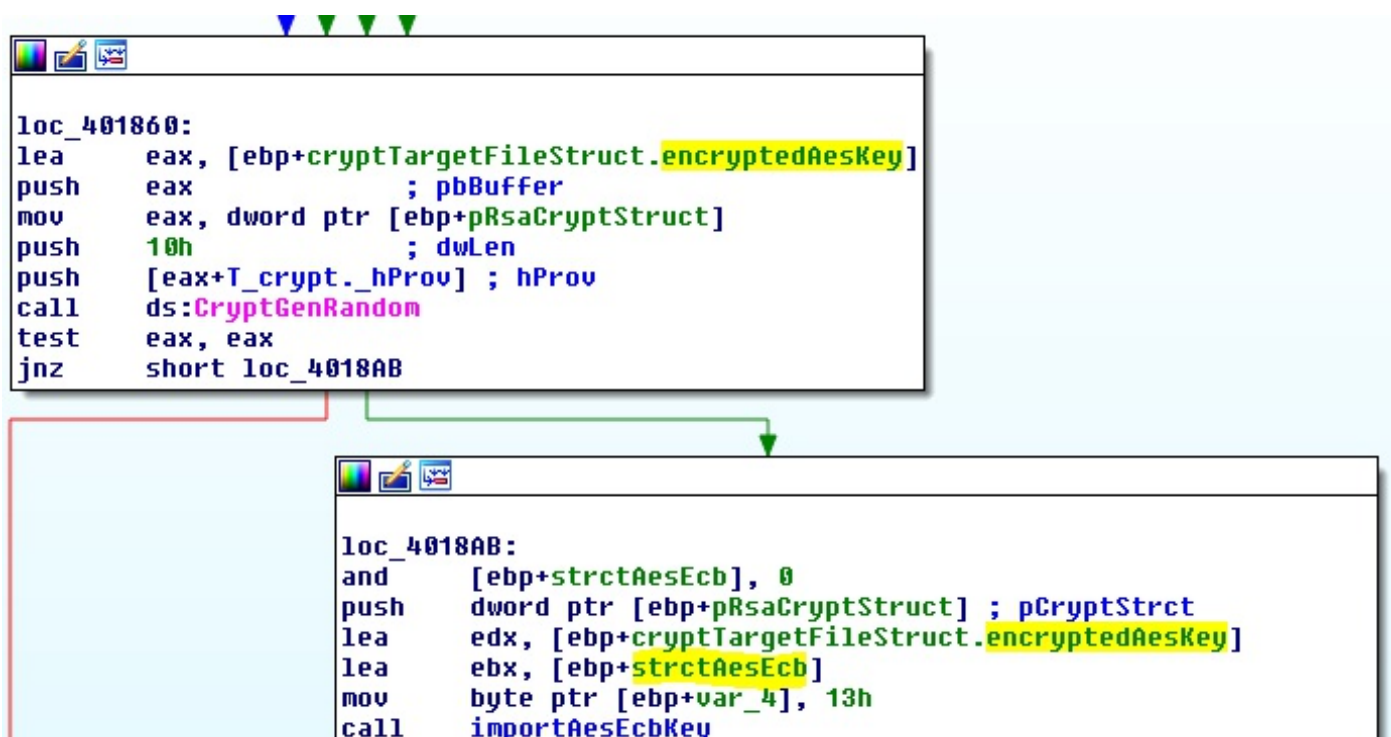 loc_401860:
lea eax, [ebp+cryptTargetFileStruct.encryptedAesKey]
push eax ; pbBuffer
mov eax, dword ptr [ebp+pRsaCryptStruct]
push 10h ; dwLen
push [eax+T_crypt._hProv] ; hProv
call ds:CryptGenRandom
test eax, eax
jnz short loc_4018AB
loc_4018AB:
and [ebp+strctAesEcb], 0
push dword ptr [ebp+pRsaCryptStruct] ; pCryptStrct
lea edx, [ebp+cryptTargetFileStruct.encryptedAesKey]
lea ebx, [ebp+strctAesEcb]
mov byte ptr [ebp+var_4], 13h
call importAesEcbKey